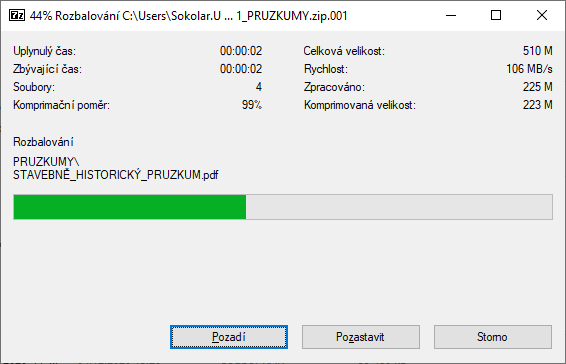 7z 44% Rozbalování C:\Users\Sokolar.U ... 1_PRUZKUMY.zip.001
Uplynulý čas: 00:00:02 Celková velikost: 510 M
Zbývající čas: 00:00:02 Rychlost: 106 MB/s
Soubory: 4 Zpracováno: 225 M
Komprimační poměr: 99% Komprimovaná velikost: 223 M
Rozbalování
PRUZKUMY\
STAVEBNĚ_HISTORICKÝ_PRUZKUM.pdf
Pozadí Pozastavit Storno